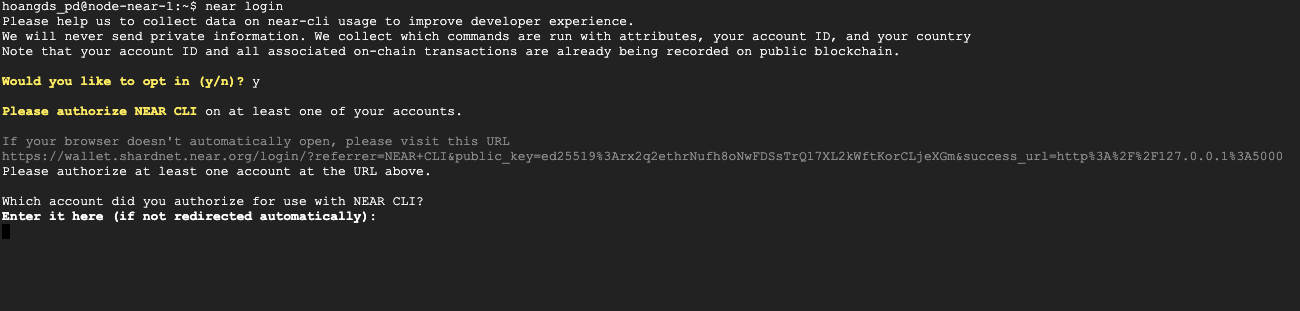 hoangds_pd@node-near-1:~$ near login
Please help us to collect data on near-cli usage to improve developer experience.
We will never send private information. We collect which commands are run with attributes, your account ID, and your country
Note that your account ID and all associated on-chain transactions are already being recorded on public blockchain.
Would you like to opt in (y/n)? y
Please authorize NEAR CLI on at least one of your accounts.
If your browser doesn't automatically open, please visit this URL
https://wallet.shardnet.near.org/login/?referrer=NEAR+CLI&public_key=ed25519%3Arx2q2ethrNufh8oNwFDSsTrQ17XL2kWftKorCLjeXGm&success_url=http%3A%2F%2F127.0.0.1%3A5000
Please authorize at least one account at the URL above.
Which account did you authorize for use with NEAR CLI?
Enter it here (if not redirected automatically):